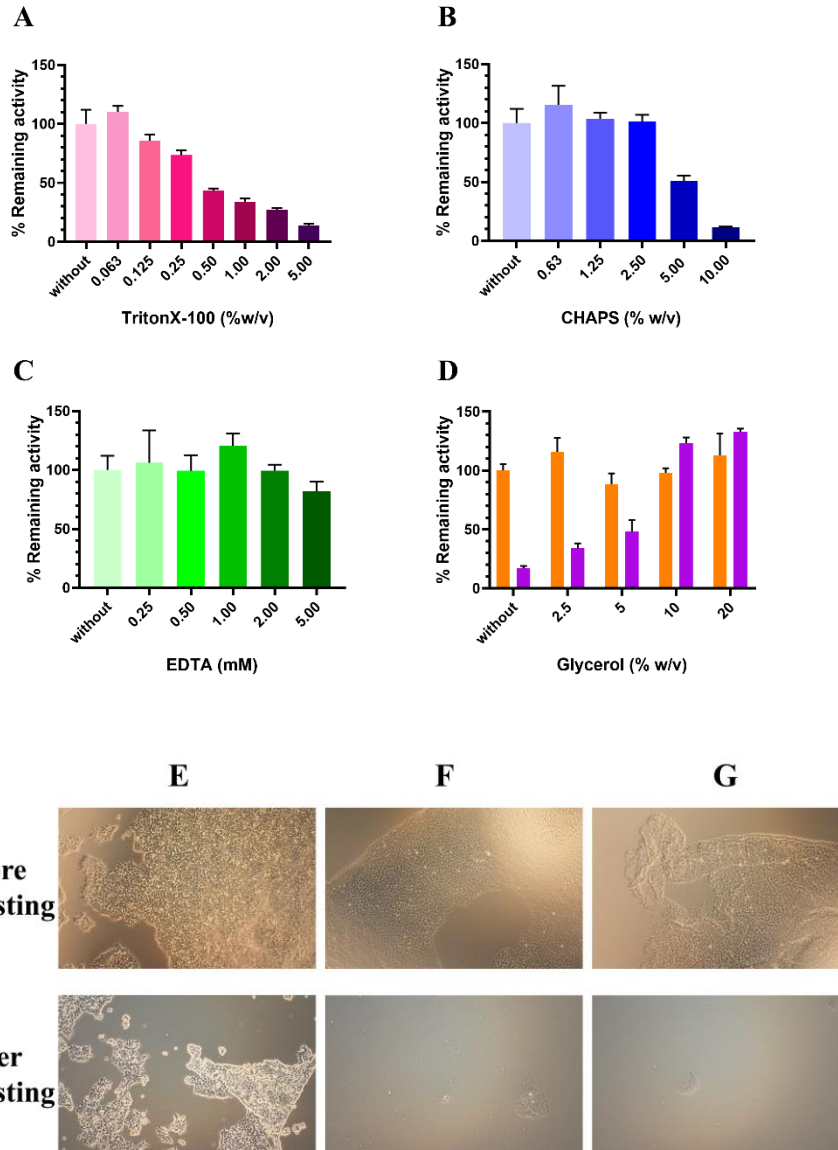 A
B
% Remaining activity
150
100
50
0
without
0.063
0.125
0.25
0.50
1.00
2.00
5.00
TritonX-100 (%w/v)
% Remaining activity
150
100
50
0
without
0.63
1.25
2.50
5.00
10.00
CHAPS (% w/v)
C
D
% Remaining activity
150
100
50
0
without
0.25
0.50
1.00
2.00
5.00
EDTA (mM)
% Remaining activity
150
100
50
0
without
2.5
5
10
20
Glycerol (% w/v)
E
F
G
re
sting
er
sting